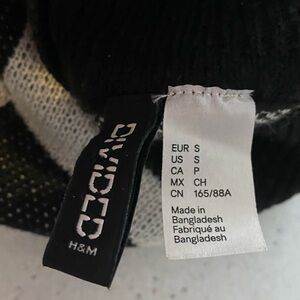 DIVIDED
H&M
EUR S
US S
CA P
MX CH
CN 165/88A
Made in
Bangladesh
Fabriqué au
Bangladesh